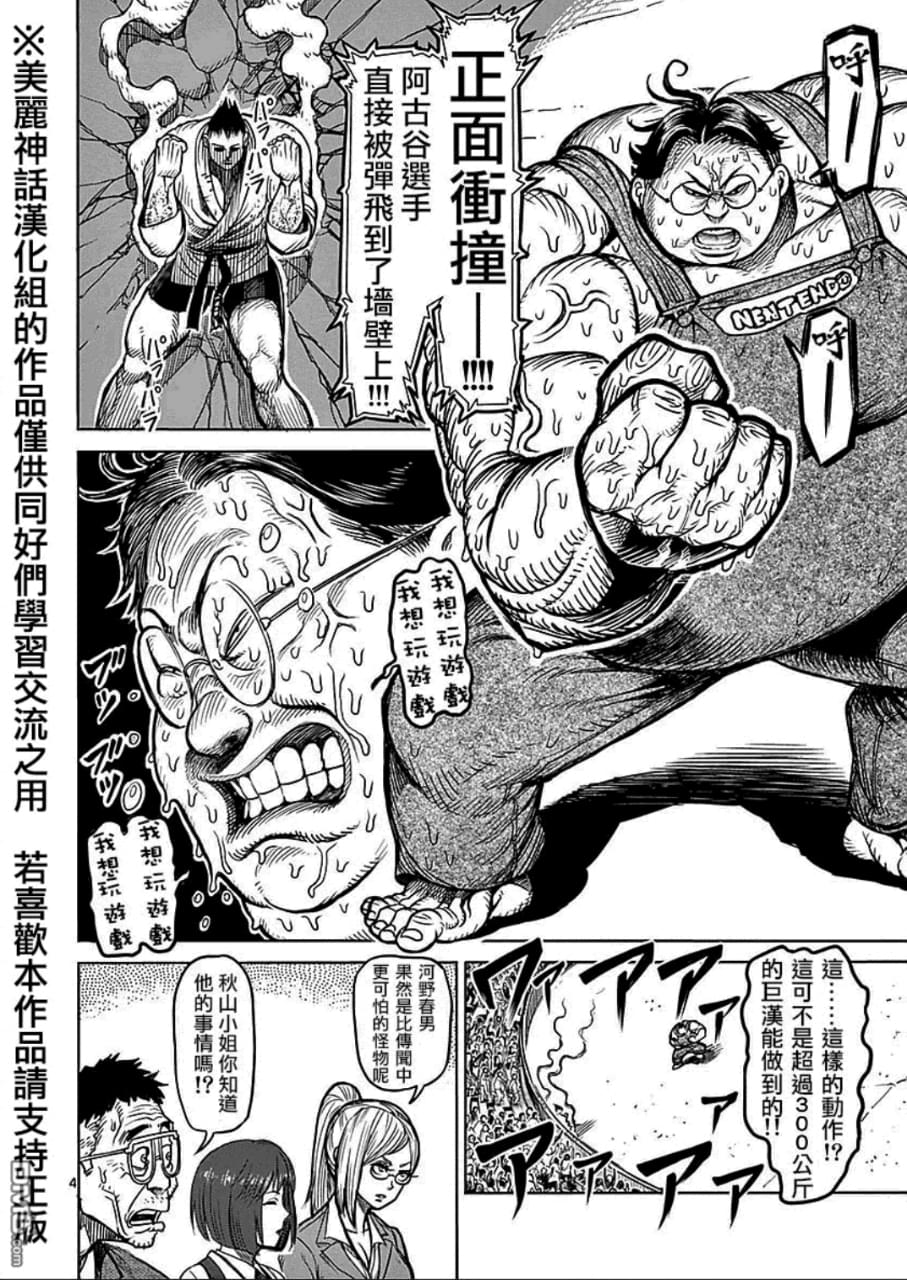 ※美麗神話漢化組的作品僅供同好們學習交流之用 若喜歡本作品請支持正版
呼—
NENTENDO
呼—
正面衝撞——!!!!
阿古谷選手
直接被彈飛到了墻壁上!!!
パラ
パラ
我想玩遊戲
我想玩遊戲
ブツ
ブツ
我想玩遊戲
我想玩遊戲
這……這樣的動作!?
這可不是超過300公斤
的巨漢能做到的!!
ワァァァ
ワァァァ
河野春男
果然是比傳聞中
更可怕的怪物呢
秋山小姐你知道
他的事情嗎!?
4